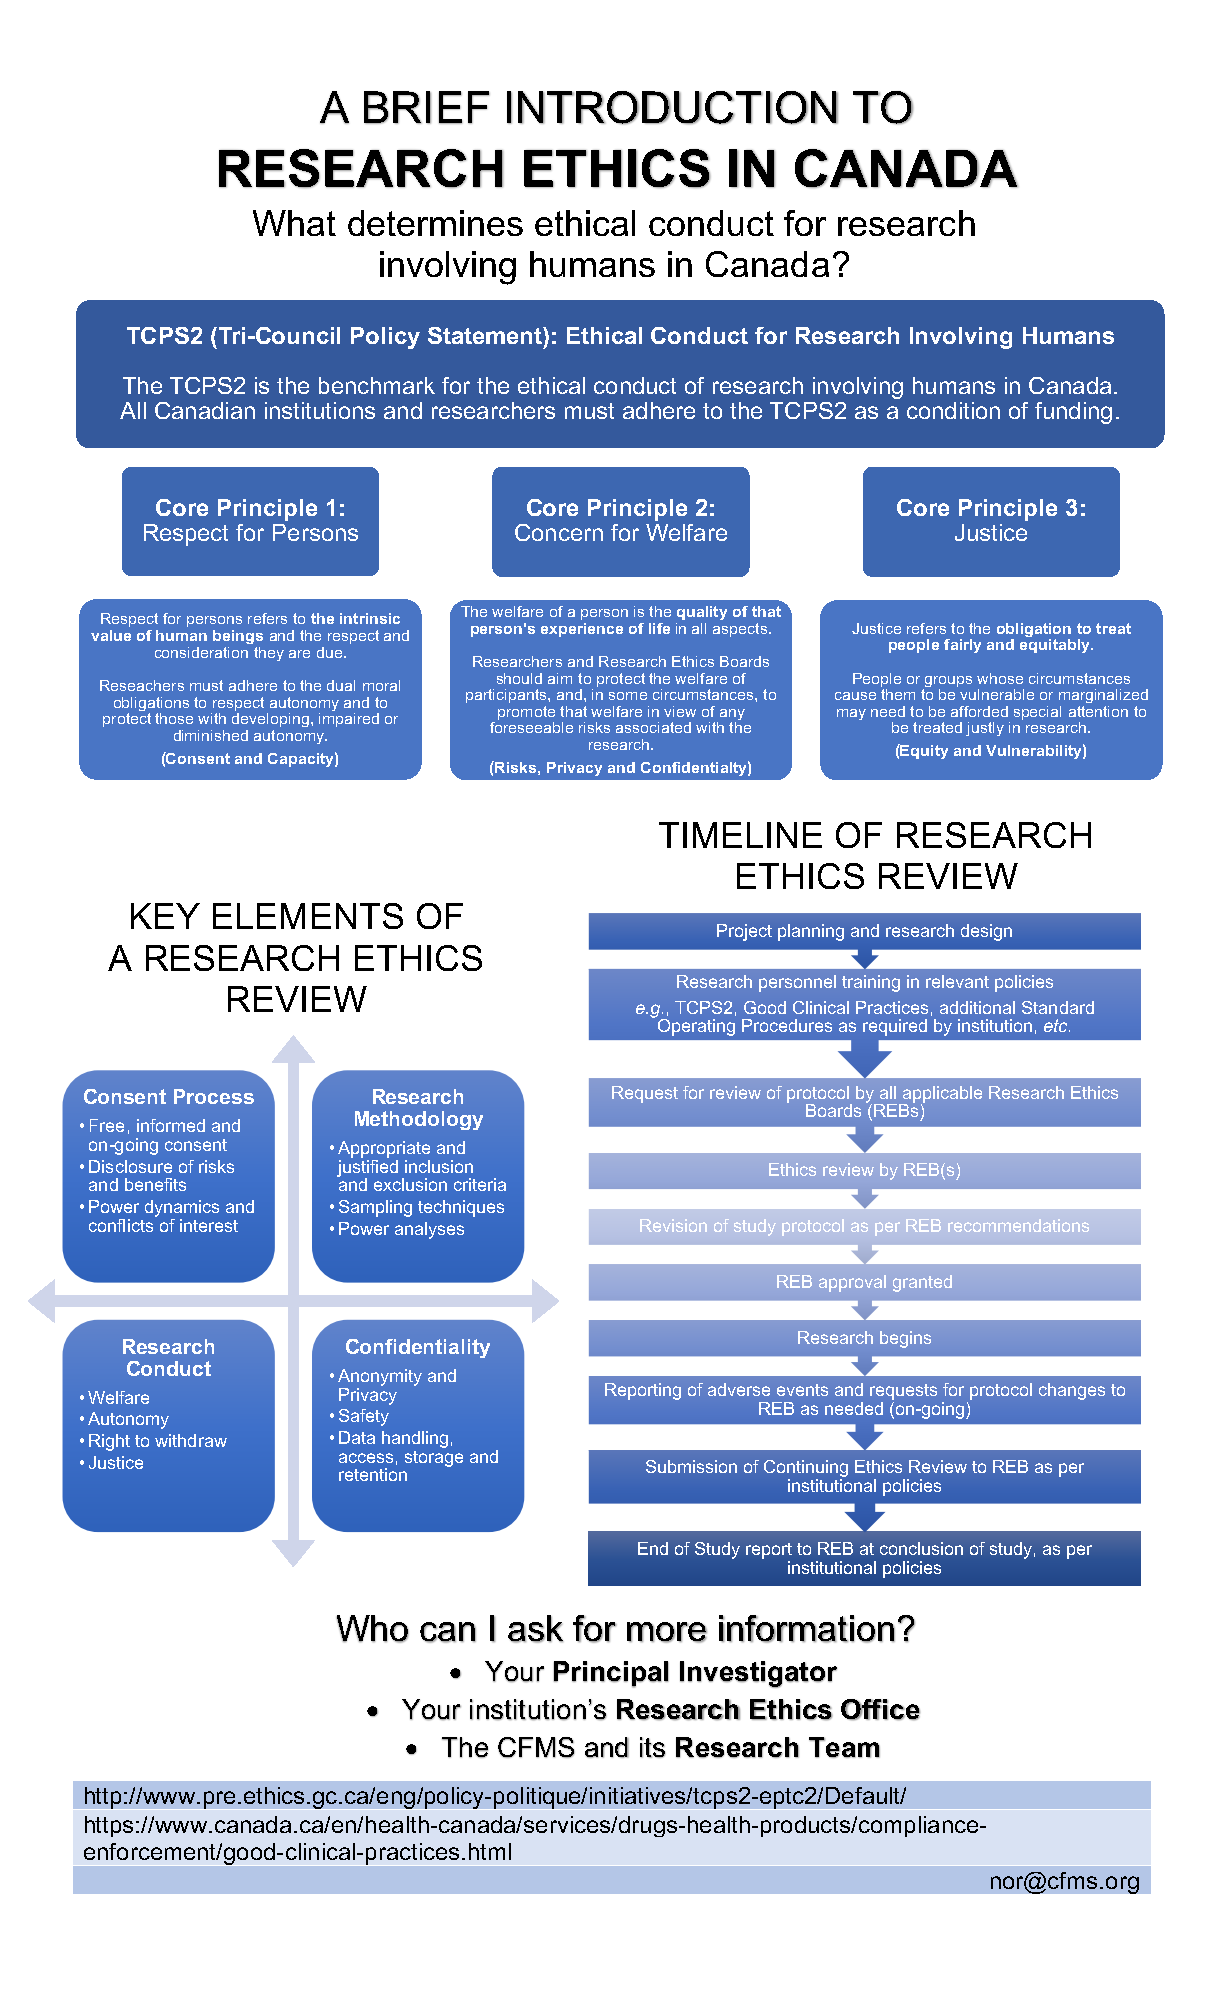 A BRIEF INTRODUCTION TO
RESEARCH ETHICS IN CANADA
What determines ethical conduct for research
involving humans in Canada?
TCPS2 (Tri-Council Policy Statement): Ethical Conduct for Research Involving Humans
The TCPS2 is the benchmark for the ethical conduct of research involving humans in Canada.
All Canadian institutions and researchers must adhere to the TCPS2 as a condition of funding.
Core Principle 1:
Respect for Persons
Respect for persons refers to the intrinsic
value of human beings and the respect and
consideration they are due.
Reseachers must adhere to the dual moral
obligations to respect autonomy and to
protect those with developing, impaired or
diminished autonomy.
(Consent and Capacity)
Core Principle 2:
Concern for Welfare
The welfare of a person is the quality of that
person's experience of life in all aspects.
Researchers and Research Ethics Boards
should aim to protect the welfare of
participants, and, in some circumstances, to
promote that welfare in view of any
foreseeable risks associated with the
research.
(Risks, Privacy and Confidentialty)
Core Principle 3:
Justice
Justice refers to the obligation to treat
people fairly and equitably.
People or groups whose circumstances
cause them to be vulnerable or marginalized
may need to be afforded special attention to
be treated justly in research.
(Equity and Vulnerability)
KEY ELEMENTS OF
A RESEARCH ETHICS
REVIEW
Consent Process
• Free, informed and
on-going consent
• Disclosure of risks
and benefits
• Power dynamics and
conflicts of interest
Research
Methodology
• Appropriate and
justified inclusion
and exclusion criteria
• Sampling techniques
• Power analyses
Research
Conduct
• Welfare
• Autonomy
• Right to withdraw
• Justice
Confidentiality
• Anonymity and
Privacy
• Safety
• Data handling,
access, storage and
retention
TIMELINE OF RESEARCH
ETHICS REVIEW
Project planning and research design
Research personnel training in relevant policies
e.g., TCPS2, Good Clinical Practices, additional Standard
Operating Procedures as required by institution, etc.
Request for review of protocol by all applicable Research Ethics
Boards (REBs)
Ethics review by REB(s)
Revision of study protocol as per REB recommendations
REB approval granted
Research begins
Reporting of adverse events and requests for protocol changes to
REB as needed (on-going)
Submission of Continuing Ethics Review to REB as per
institutional policies
End of Study report to REB at conclusion of study, as per
institutional policies
Who can I ask for more information?
• Your Principal Investigator
• Your institution’s Research Ethics Office
• The CFMS and its Research Team
http://www.pre.ethics.gc.ca/eng/policy-politique/initiatives/tcps2-eptc2/Default/
https://www.canada.ca/en/health-canada/services/drugs-health-products/compliance-
enforcement/good-clinical-practices.html
nor@cfms.org